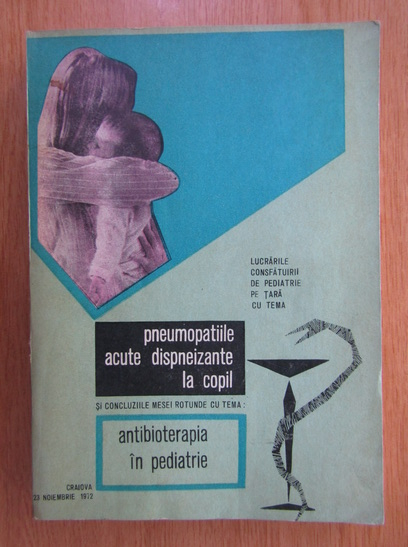 LUCRĂRILE
CONSFĂTUIRII
DE PEDIATRIE
PE ȚARĂ
CU TEMA
pneumopatiile
acute dispneizante
la copil
ȘI CONCLUZIILE MESEI ROTUNDE CU TEMA :
antibioterapia
în pediatrie
CRAIOVA
23 NOIEMBRIE 1972